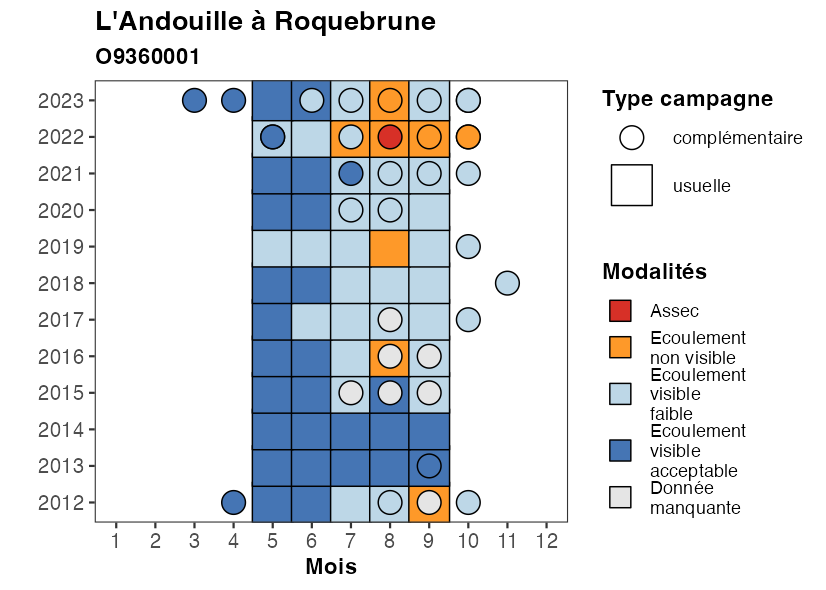 L'Andouille à Roquebrune
O9360001
2023
2022
2021
2020
2019
2018
2017
2016
2015
2014
2013
2012
1 2 3 4 5 6 7 8 9 10 11 12
Mois
Type campagne
complémentaire
usuelle
Modalités
Assec
Ecoulement
non visible
Ecoulement
visible
faible
Ecoulement
visible
acceptable
Donnée
manquante